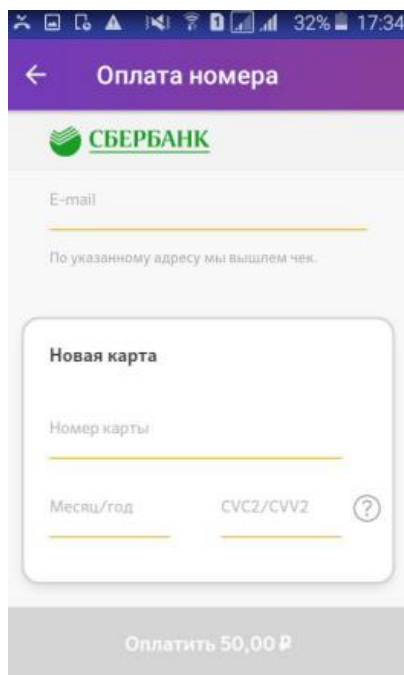 32% 17:34
Оплата номера
СБЕРБАНК
E-mail
По указанному адресу мы вышлем чек.
Новая карта
Номер карты
Месяц/год CVC2/CVV2 ?
Оплатить 50,00 ₽